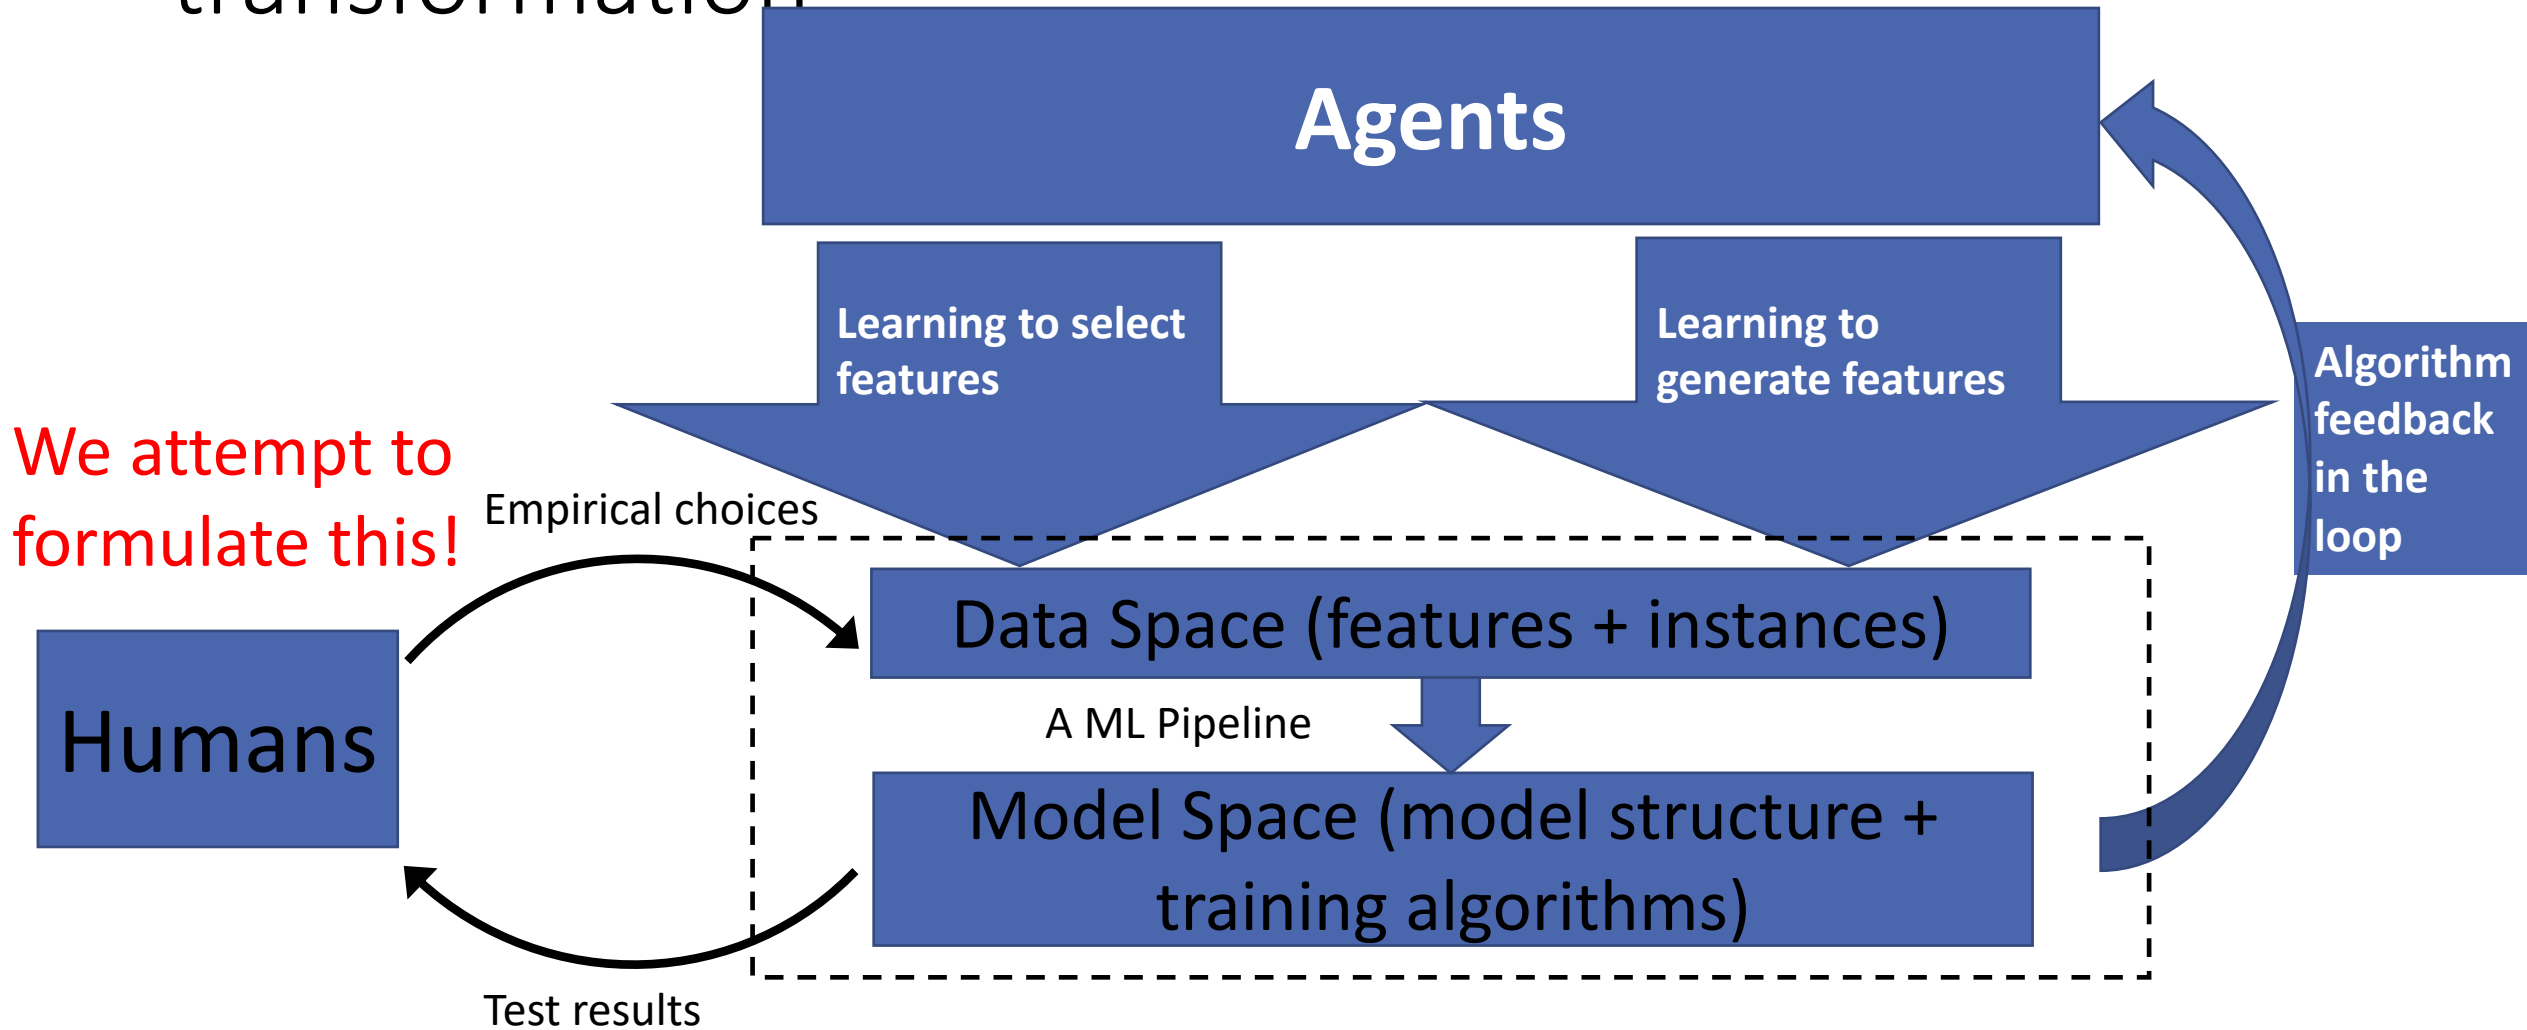 transformation
Agents
Learning to select
features
Learning to
generate features
Algorithm
feedback
in the
loop
We attempt to
formulate this!
Empirical choices
Data Space (features + instances)
A ML Pipeline
Humans
Model Space (model structure +
training algorithms)
Test results